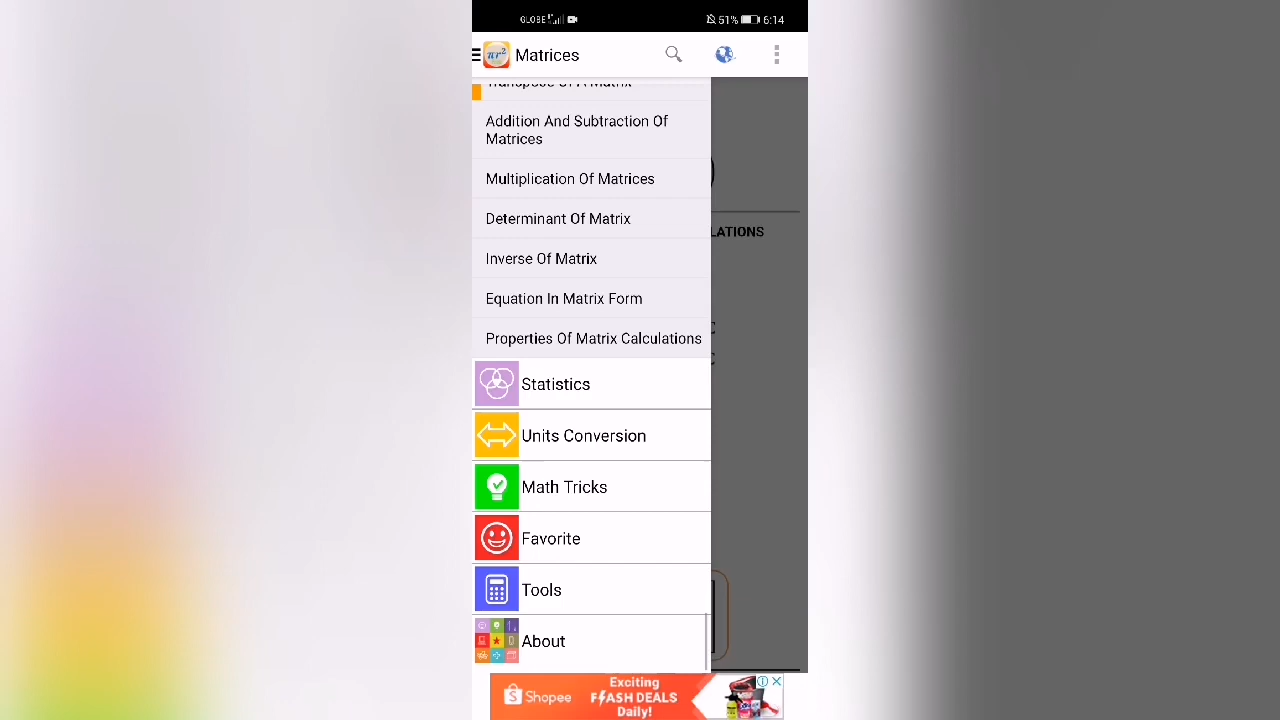 GLOBE 51% 6:14
πr² Matrices
Transpose Of A Matrix
Addition And Subtraction Of
Matrices
Multiplication Of Matrices
Determinant Of Matrix
LATIONS
Inverse Of Matrix
Equation In Matrix Form
Properties Of Matrix Calculations
Statistics
Units Conversion
Math Tricks
Favorite
Tools
About
Shopee
Exciting
FLASH DEALS
Daily!